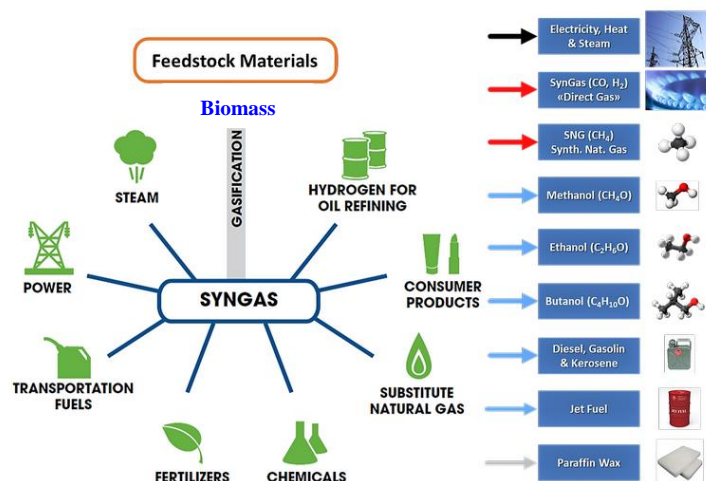 Feedstock Materials
Biomass
GASIFICATION
STEAM
HYDROGEN FOR
OIL REFINING
POWER
SYNGAS
CONSUMER
PRODUCTS
TRANSPORTATION
FUELS
SUBSTITUTE
NATURAL GAS
FERTILIZERS
CHEMICALS
Electricity, Heat
& Steam
SynGas (CO, H₂)
«Direct Gas»
SNG (CH₄)
Synth. Nat. Gas
Methanol (CH₄O)
Ethanol (C₂H₆O)
Butanol (C₄H₁₀O)
Diesel, Gasolin
& Kerosene
Jet Fuel
Paraffin Wax